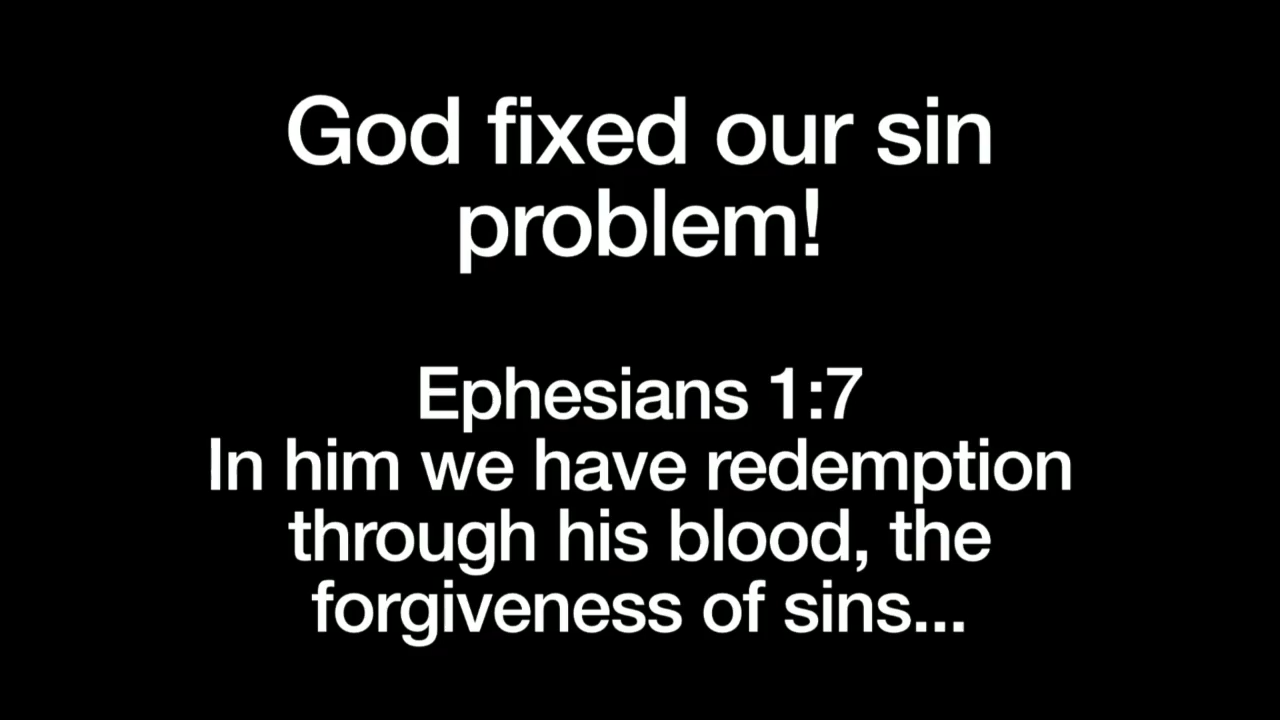 God fixed our sin
problem!
Ephesians 1:7
In him we have redemption
through his blood, the
forgiveness of sins...